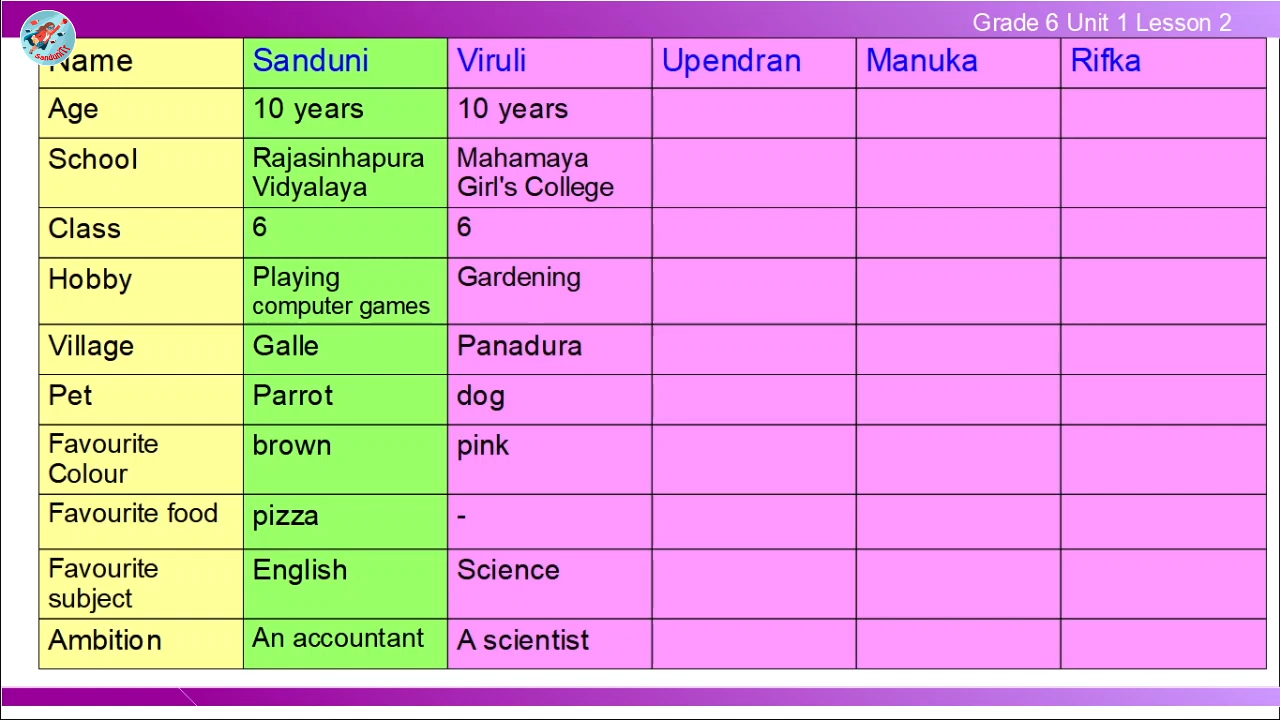 Grade 6 Unit 1 Lesson 2
sanduni
Name Sanduni Viruli Upendran Manuka Rifka
Age 10 years 10 years
School Rajasinhapura Mahamaya
Vidyalaya Girl's College
Class 6 6
Hobby Playing Gardening
computer games
Village Galle Panadura
Pet Parrot dog
Favourite brown pink
Colour
Favourite food pizza -
Favourite English Science
subject
Ambition An accountant A scientist